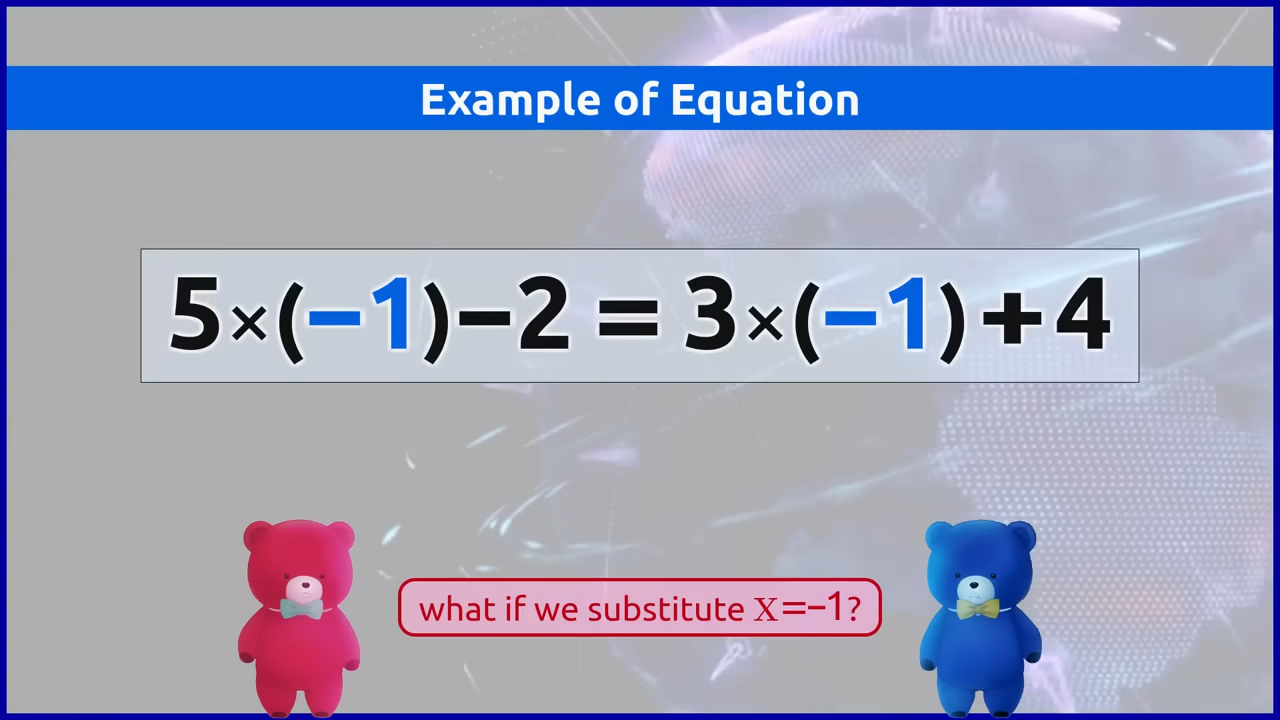 Example of Equation
5×(−1)−2 = 3×(−1)+4
what if we substitute X=−1?